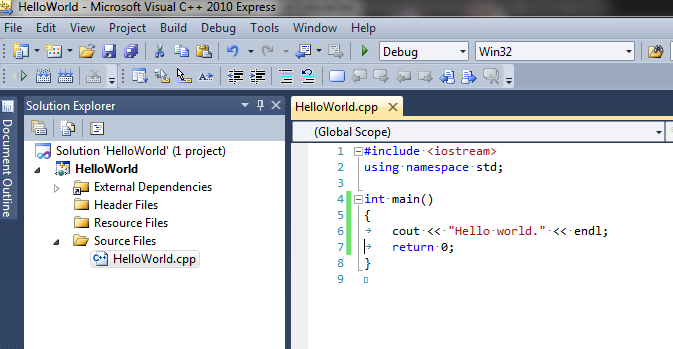 HelloWorld - Microsoft Visual C++ 2010 Express
File Edit View Project Build Debug Tools Window Help
Debug Win32
Document Outline
Solution Explorer
Solution 'HelloWorld' (1 project)
HelloWorld
External Dependencies
Header Files
Resource Files
Source Files
HelloWorld.cpp
HelloWorld.cpp
(Global Scope)
1 #include <iostream>
2 using namespace std;
3
4 int main()
5 {
6 cout << "Hello world." << endl;
7 return 0;
8 }
9